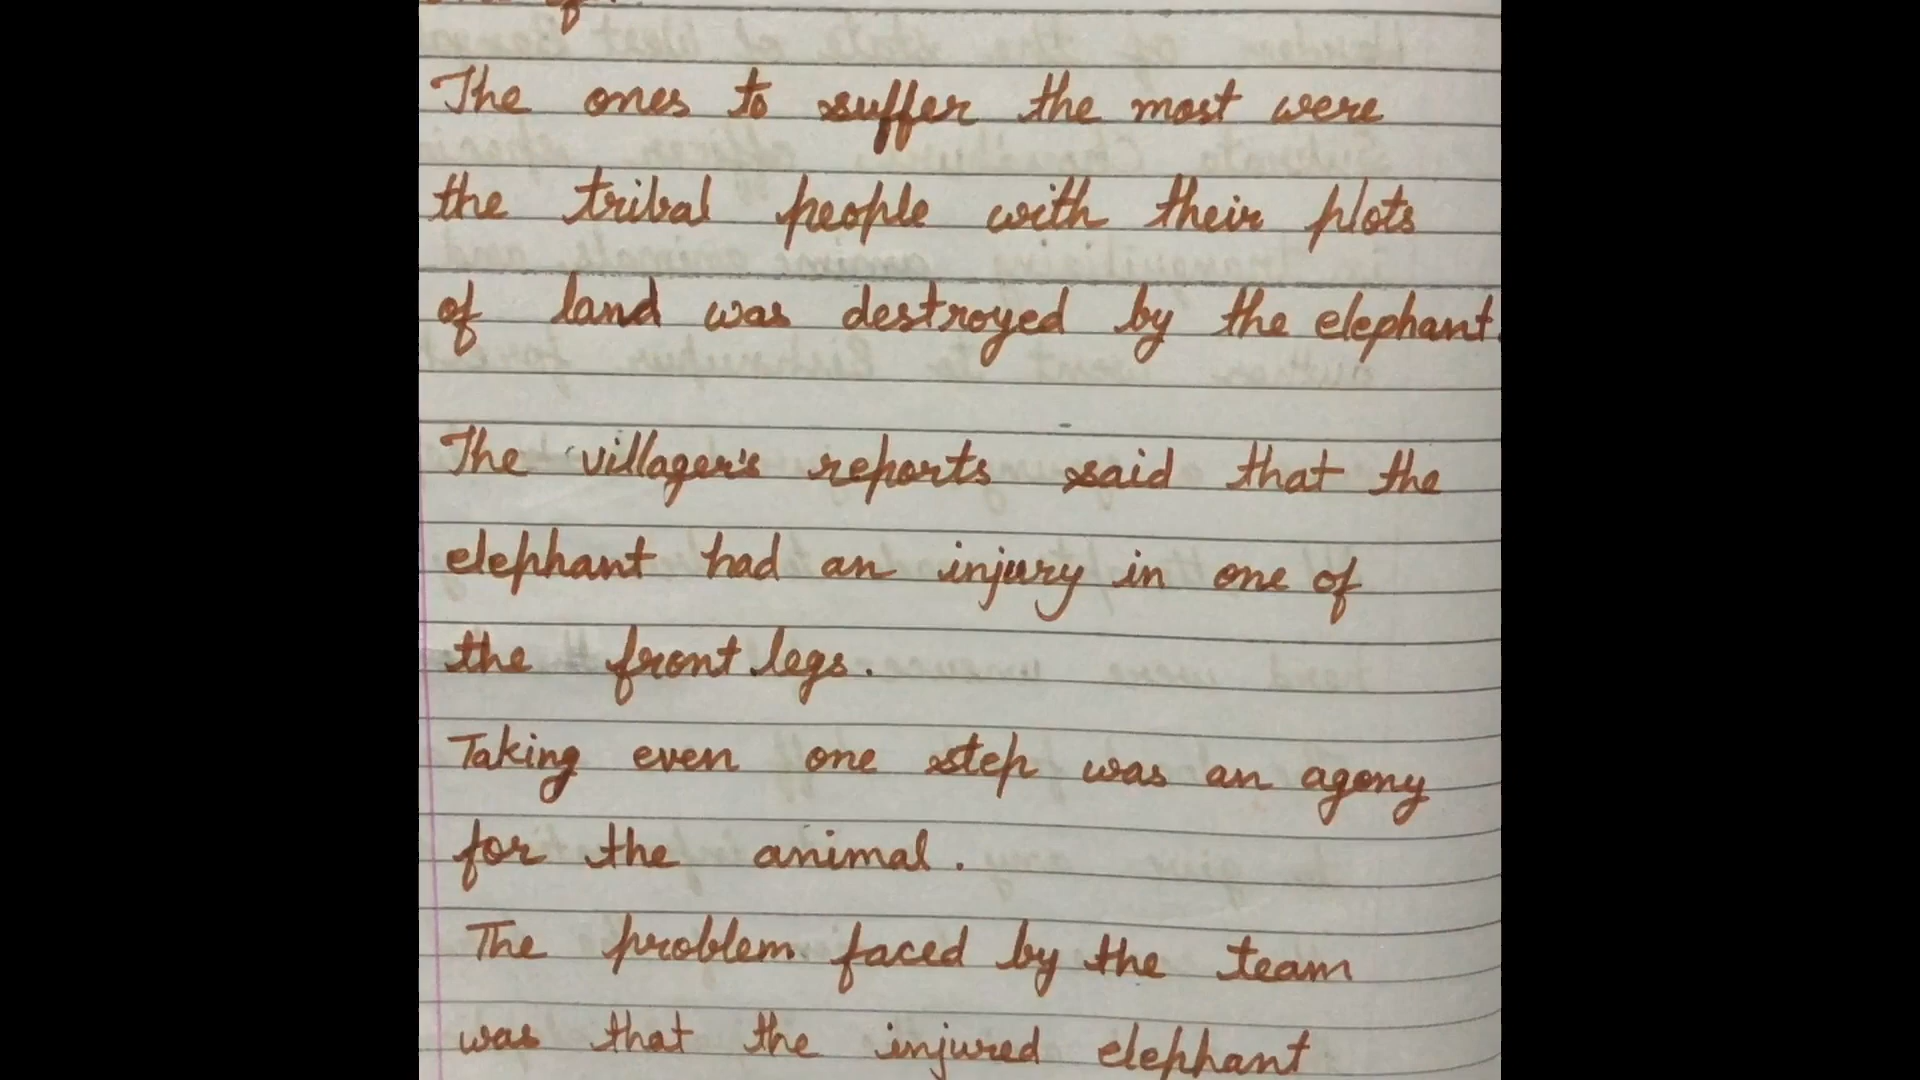 The ones to suffer the most were
the tribal people with their plots
of land was destroyed by the elephant.
The villager's reports said that the
elephant had an injury in one of
the front legs.
Taking even one step was an agony
for the animal.
The problem faced by the team
was that the injured elephant